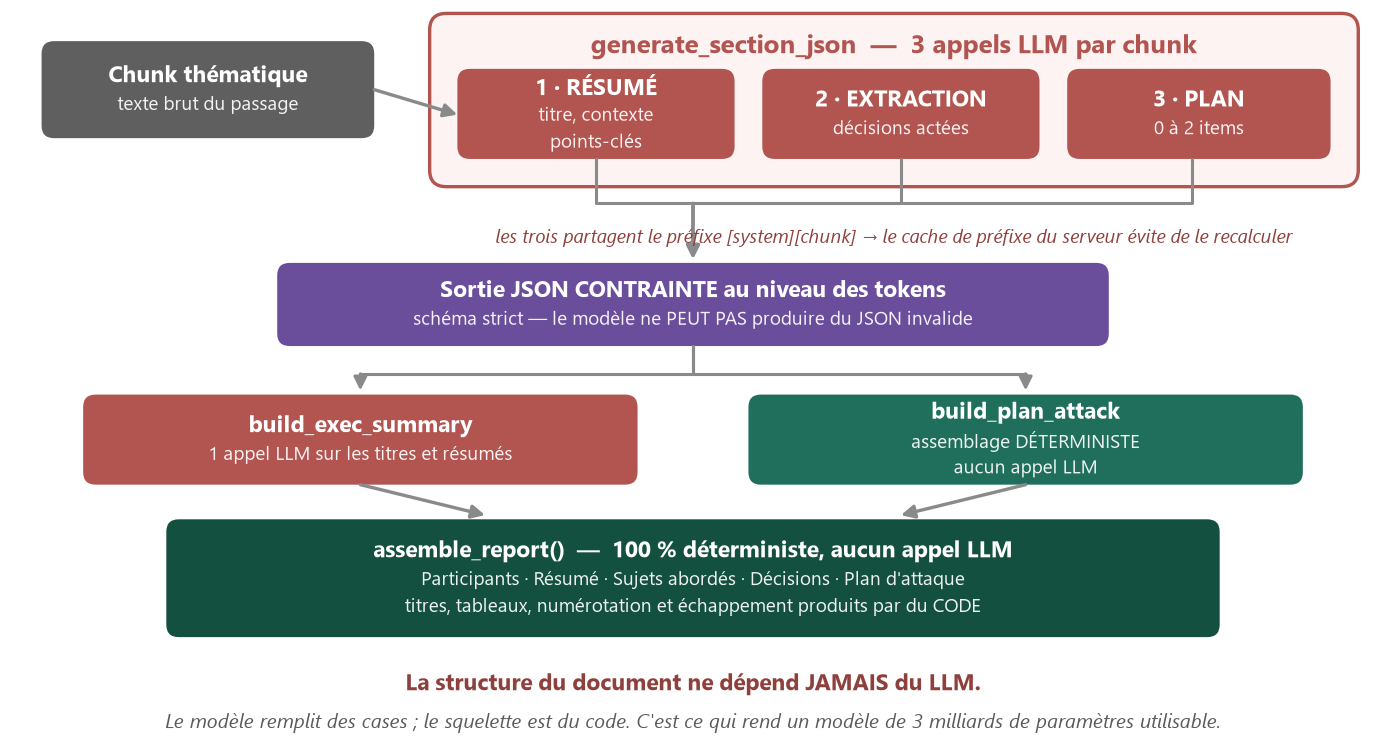 generate_section_json — 3 appels LLM par chunk
Chunk thématique
texte brut du passage
1 · RÉSUMÉ
titre, contexte
points-clés
2 · EXTRACTION
décisions actées
3 · PLAN
0 à 2 items
les trois partagent le préfixe [system][chunk] → le cache de préfixe du serveur évite de le recalculer
Sortie JSON CONTRAINTE au niveau des tokens
schéma strict — le modèle ne PEUT PAS produire du JSON invalide
build_exec_summary
1 appel LLM sur les titres et résumés
build_plan_attack
assemblage DÉTERMINISTE
aucun appel LLM
assemble_report() — 100 % déterministe, aucun appel LLM
Participants · Résumé · Sujets abordés · Décisions · Plan d'attaque
titres, tableaux, numérotation et échappement produits par du CODE
La structure du document ne dépend JAMAIS du LLM.
Le modèle remplit des cases ; le squelette est du code. C'est ce qui rend un modèle de 3 milliards de paramètres utilisable.